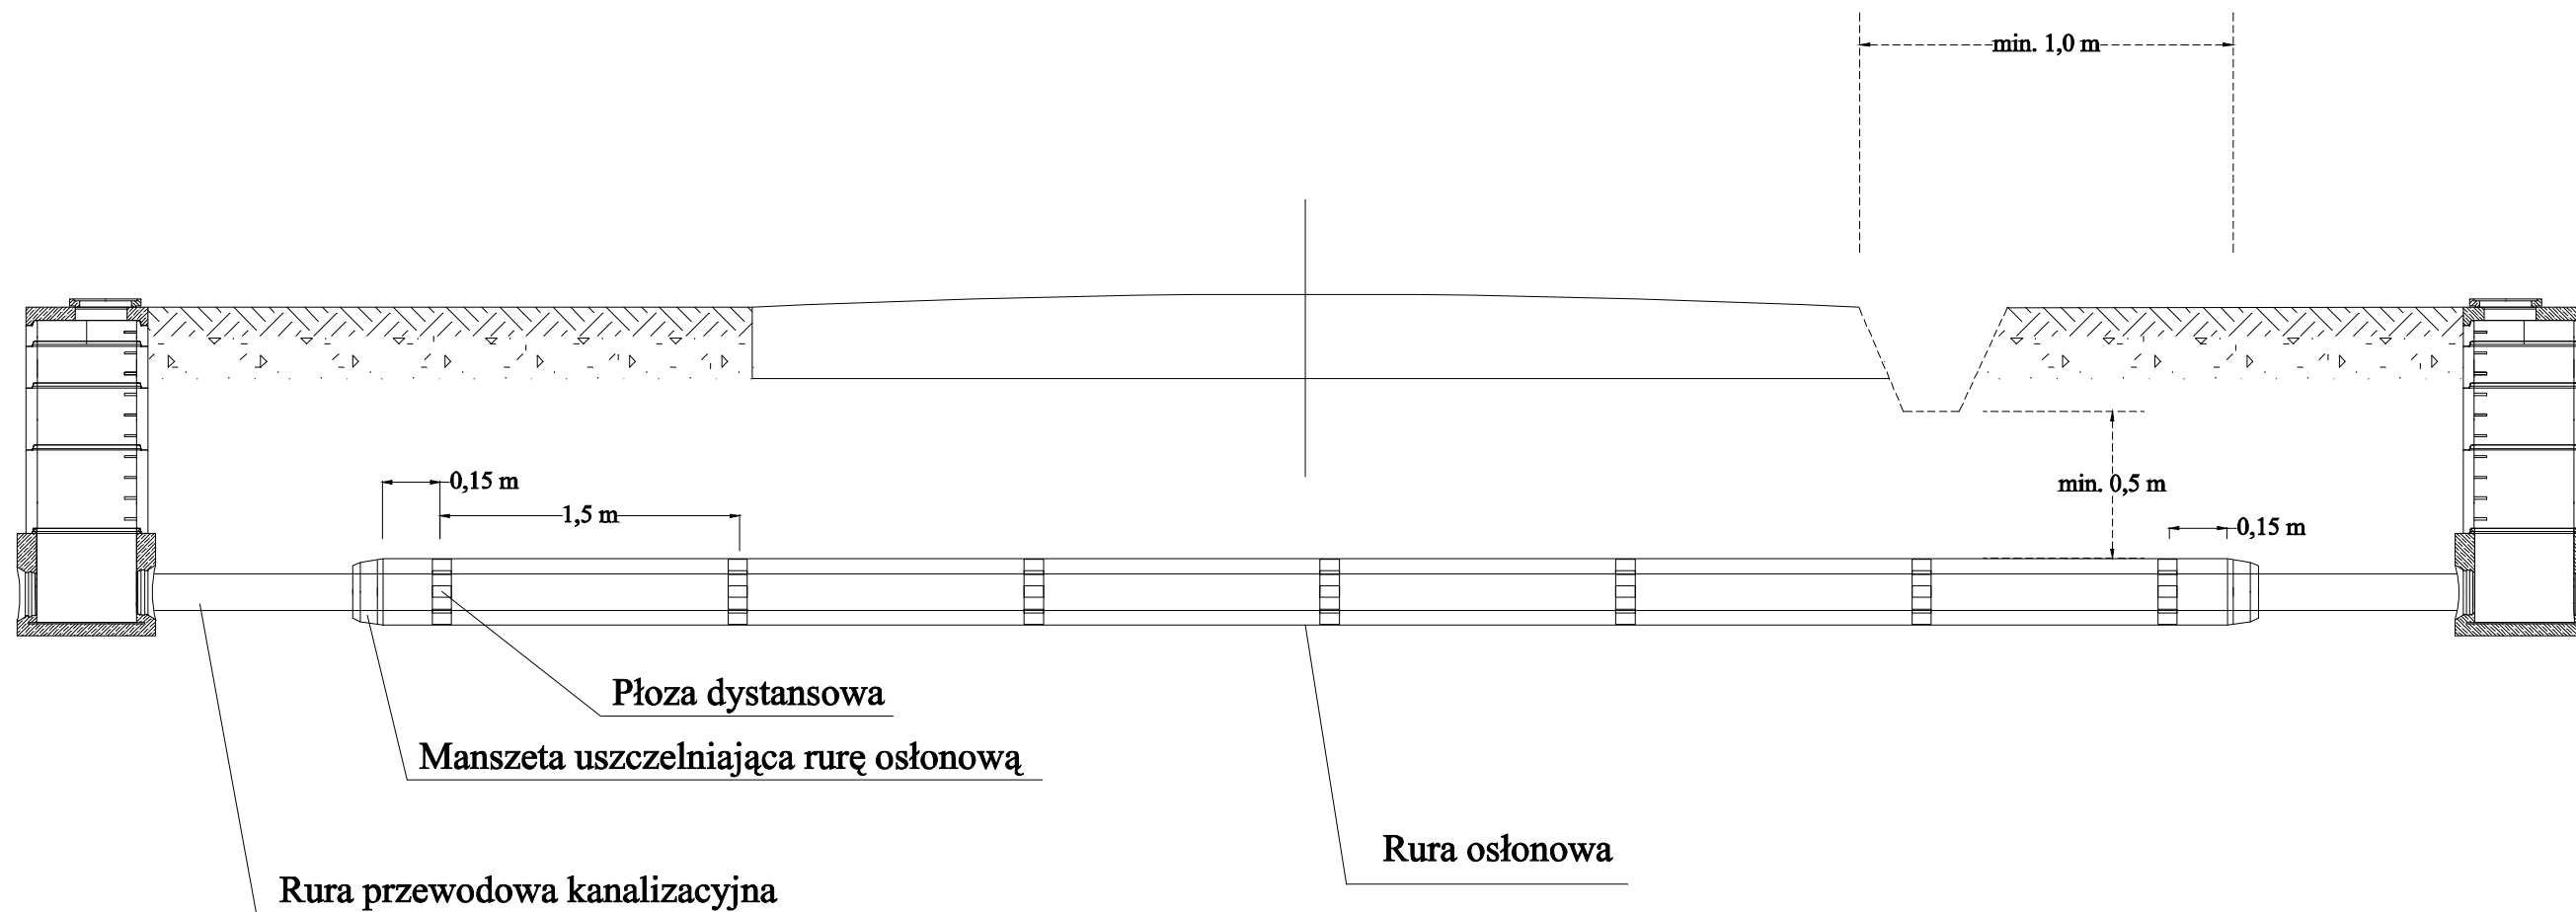 min. 1,0 m
0,15 m
1,5 m
min. 0,5 m
0,15 m
Płoza dystansowa
Manszeta uszczelniająca rurę osłonową
Rura osłonowa
Rura przewodowa kanalizacyjna